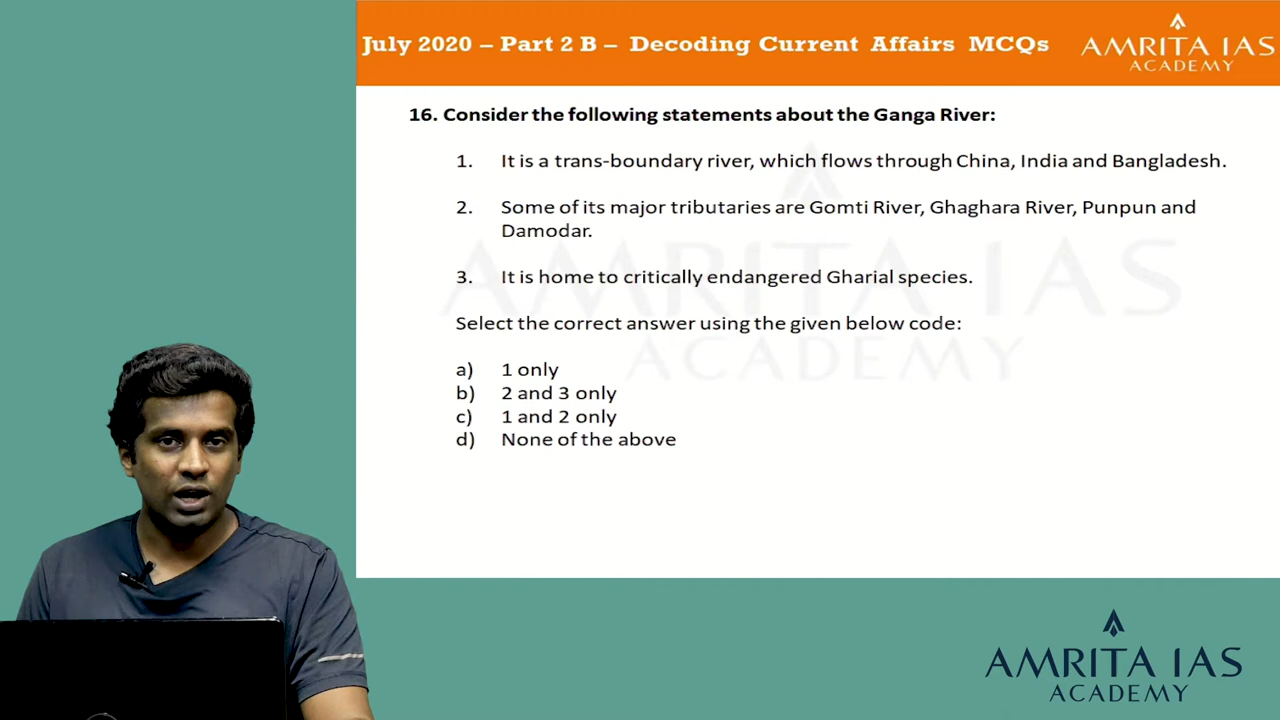 July 2020 – Part 2 B – Decoding Current Affairs MCQs
AMRITA IAS
ACADEMY
16. Consider the following statements about the Ganga River:
1. It is a trans-boundary river, which flows through China, India and Bangladesh.
2. Some of its major tributaries are Gomti River, Ghaghara River, Punpun and
Damodar.
3. It is home to critically endangered Gharial species.
Select the correct answer using the given below code:
a) 1 only
b) 2 and 3 only
c) 1 and 2 only
d) None of the above
AMRITA IAS
ACADEMY
AMRITA IAS
ACADEMY